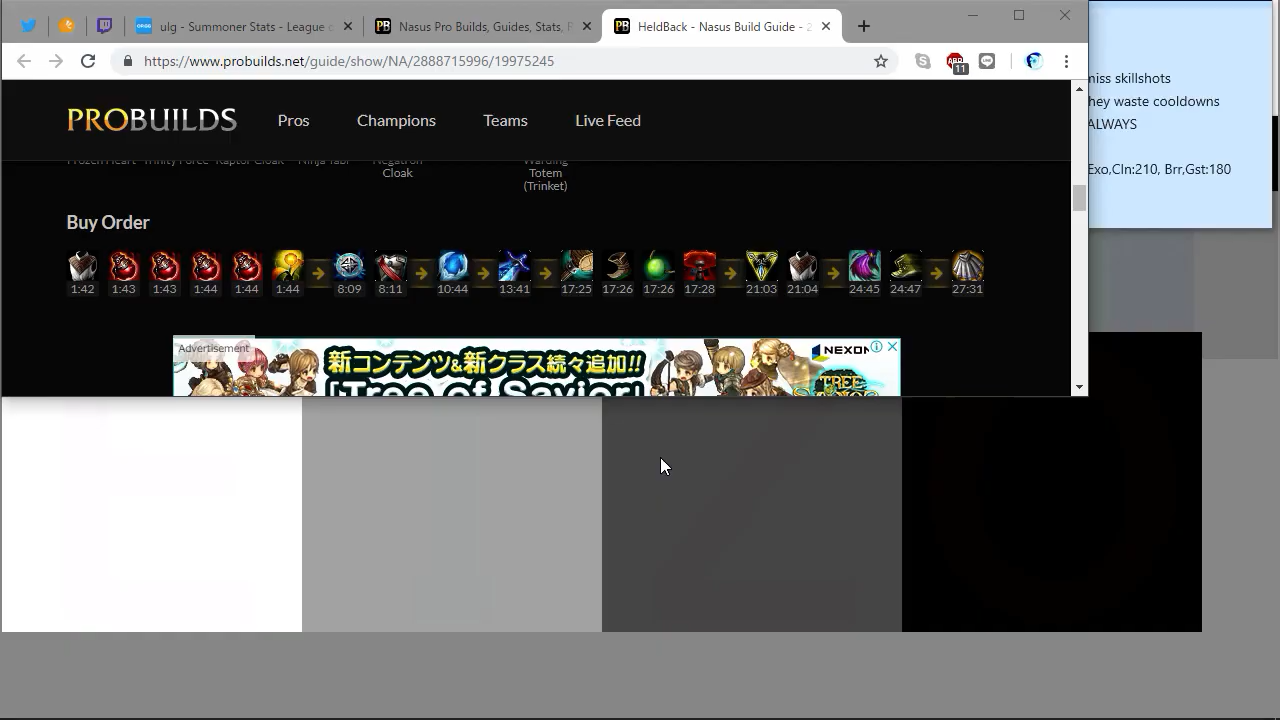 ulg - Summoner Stats - League o
Nasus Pro Builds, Guides, Stats, R
HeldBack - Nasus Build Guide - 2
https://www.probuilds.net/guide/show/NA/2888715996/19975245
11
PROBUILDS
Pros
Champions
Teams
Live Feed
Frozen Heart
Trinity Force
Raptor Cloak
Ninja Tabi
Negatron
Cloak
Warding
Totem
(Trinket)
Buy Order
1:42 1:43 1:43 1:44 1:44 1:44 8:09 8:11 10:44 13:41 17:25 17:26 17:26 17:28 21:03 21:04 24:45 24:47 27:31
Advertisement
新コンテンツ&新クラス続々追加!!
「Tree of Savior」
NEXON
TREE
niss skillshots
hey waste cooldowns
ALWAYS
Exo,Cln:210, Brr,Gst:180